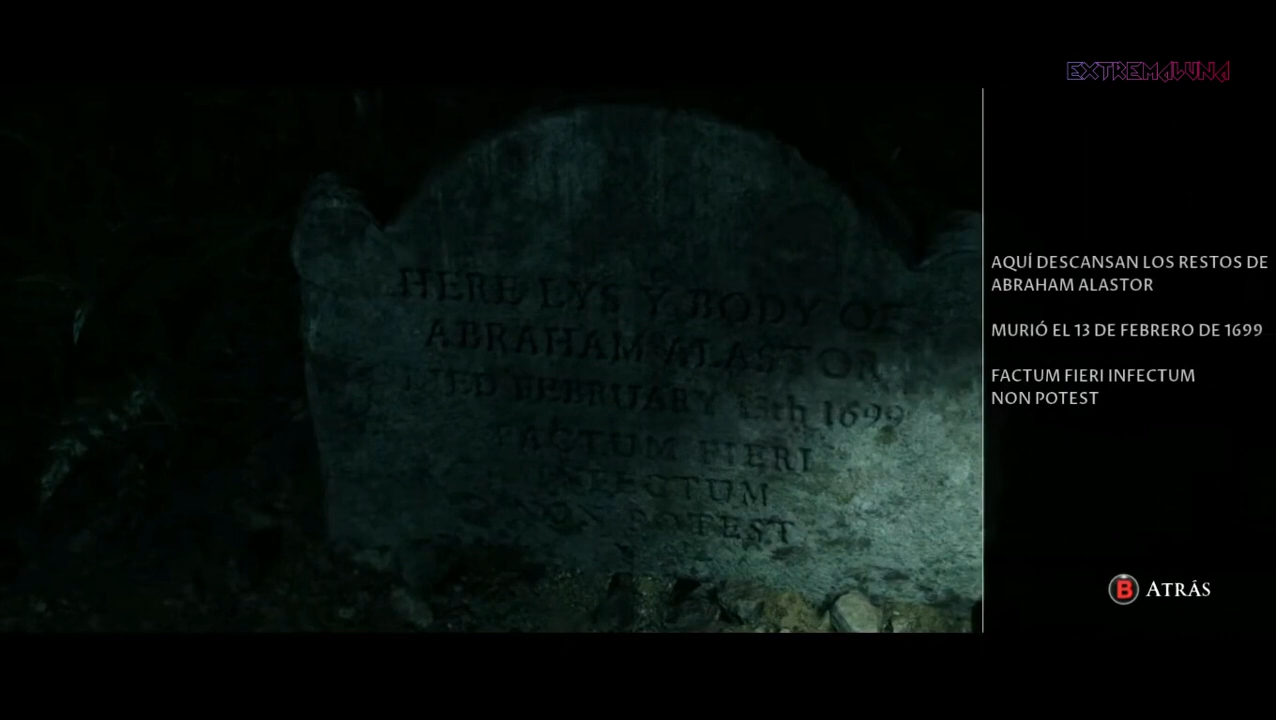 EXTREMALUNA
HERE LYS Y BODY OF
ABRAHAM ALASTOR
DIED FEBRUARY 13th 1699
FACTUM FIERI
INFECTUM
NON POTEST
AQUÍ DESCANSAN LOS RESTOS DE
ABRAHAM ALASTOR
MURIÓ EL 13 DE FEBRERO DE 1699
FACTUM FIERI INFECTUM
NON POTEST
B ATRÁS